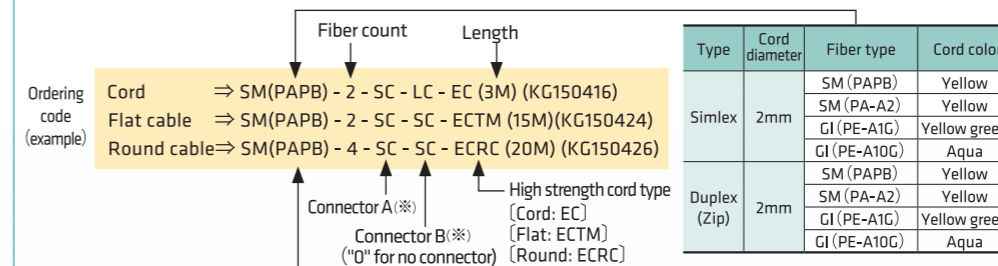 Fiber count
Length
Ordering
code
(example)
Cord ⇒ SM(PAPB) - 2 - SC - LC - EC (3M) (KG150416)
Flat cable ⇒ SM(PAPB) - 2 - SC - SC - ECTM (15M)(KG150424)
Round cable⇒ SM(PAPB) - 4 - SC - SC - ECRC (20M) (KG150426)
Connector A(※)
Connector B(※)
("0" for no connector)
High strength cord type
〔Cord: EC〕
〔Flat: ECTM〕
〔Round: ECRC〕
Type Cord diameter Fiber type Cord color
Simlex 2mm SM(PAPB) Yellow
SM(PA-A2) Yellow
GI(PE-A1G) Yellow green
GI(PE-A10G) Aqua
Duplex (Zip) 2mm SM(PAPB) Yellow
SM(PA-A2) Yellow
GI(PE-A1G) Yellow green
GI(PE-A10G) Aqua